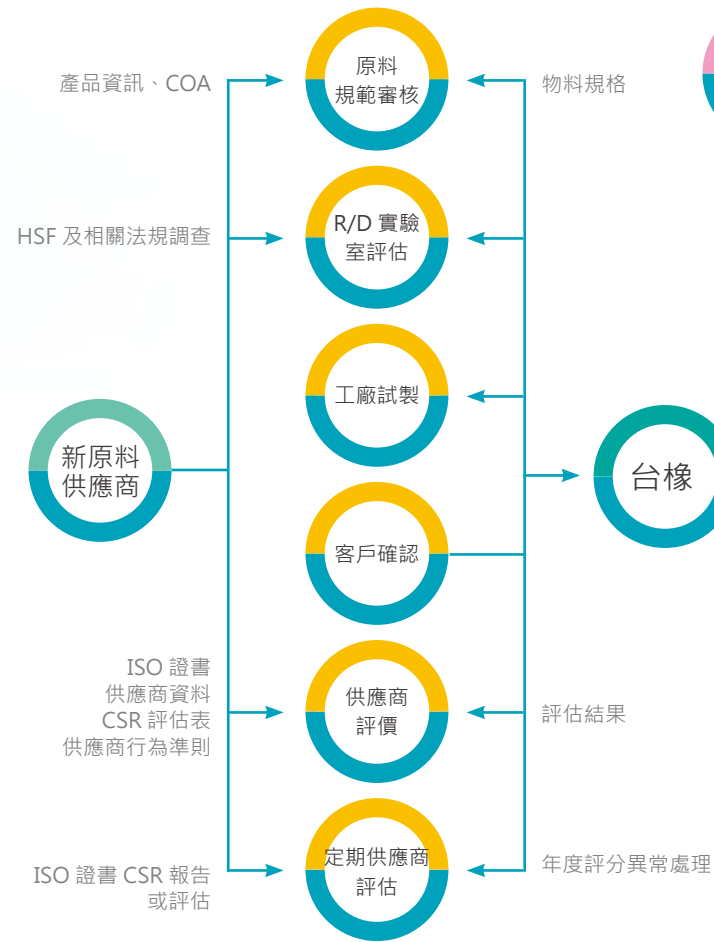 產品資訊、COA
原料
規範審核
物料規格
HSF 及相關法規調查
R/D 實驗
室評估
工廠試製
新原料
供應商
台橡
客戶確認
ISO 證書
供應商資料
CSR 評估表
供應商行為準則
供應商
評價
評估結果
ISO 證書 CSR 報告
或評估
定期供應商
評估
年度評分異常處理